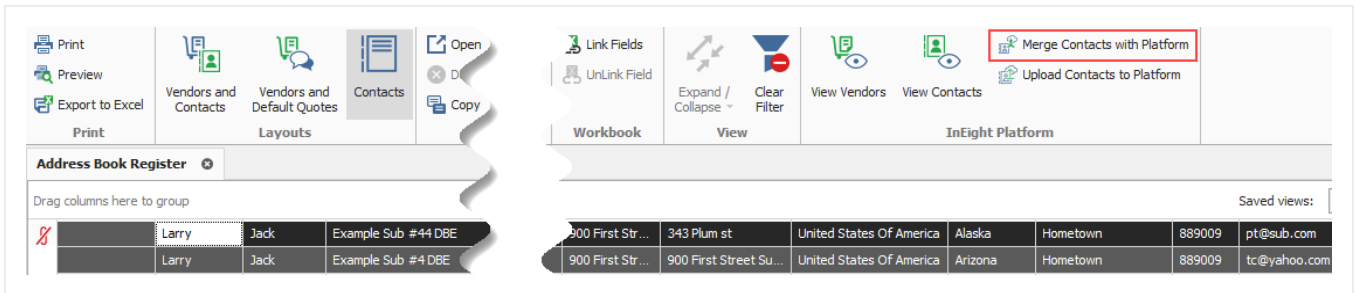 Print
Preview
Export to Excel
Print
Vendors and
Contacts
Vendors and
Default Quotes
Contacts
Layouts
Open
Copy
Link Fields
UnLink Field
Workbook
Expand /
Collapse
Clear
Filter
View
View Vendors
View Contacts
Merge Contacts with Platform
Upload Contacts to Platform
InEight Platform
Address Book Register
Drag columns here to group
Saved views:
Larry Jack Example Sub #44 DBE 900 First Str... 343 Plum st United States Of America Alaska Hometown 889009 pt@sub.com
Larry Jack Example Sub #4 DBE 900 First Str... 900 First Street Su... United States Of America Arizona Hometown 889009 tc@yahoo.com